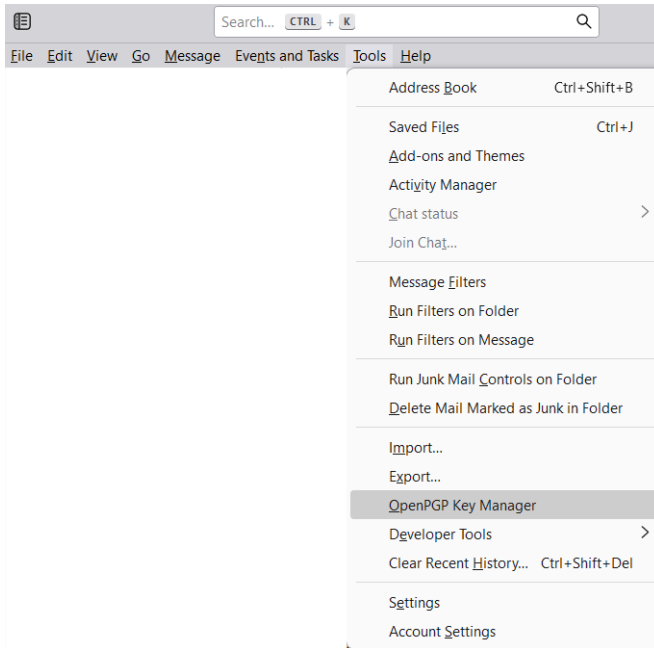 Search... CTRL + K
File Edit View Go Message Events and Tasks Tools Help
Address Book Ctrl+Shift+B
Saved Files Ctrl+J
Add-ons and Themes
Activity Manager
Chat status
Join Chat...
Message Filters
Run Filters on Folder
Run Filters on Message
Run Junk Mail Controls on Folder
Delete Mail Marked as Junk in Folder
Import...
Export...
OpenPGP Key Manager
Developer Tools
Clear Recent History... Ctrl+Shift+Del
Settings
Account Settings